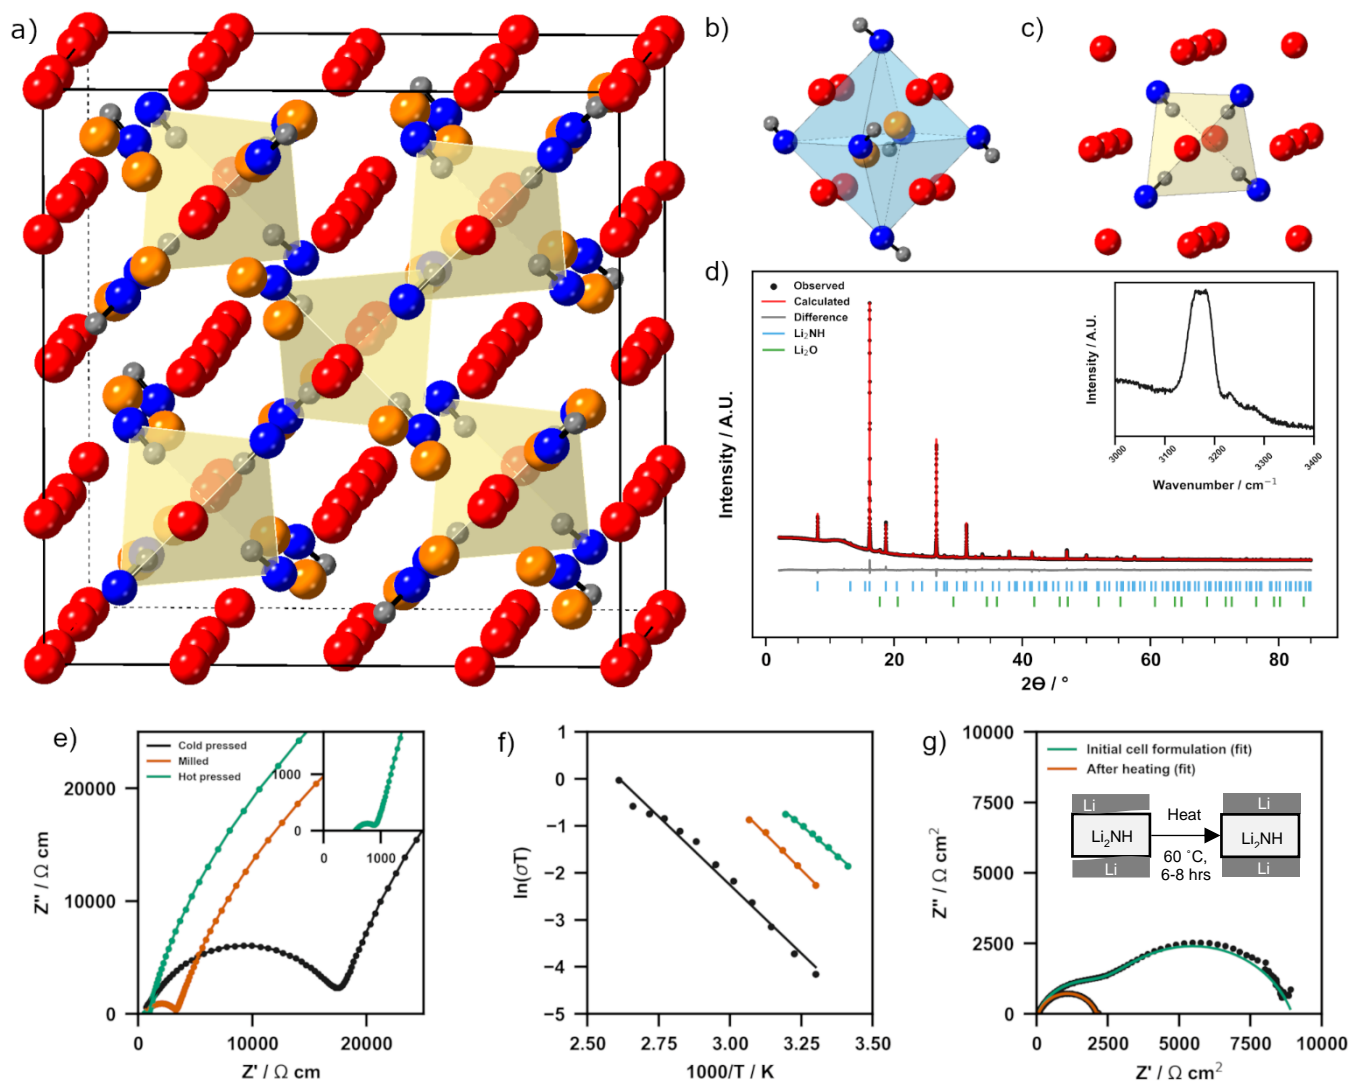 a)
b)
c)
d)
Observed
Calculated
Difference
Li₂NH
Li₂O
Intensity / A.U.
0
20
40
60
80
2Θ / °
Intensity / A.U.
3000
3100
3200
3300
3400
Wavenumber / cm⁻¹
e)
Cold pressed
Milled
Hot pressed
1000
0
0
1000
20000
10000
0
Z'' / Ω cm
0
10000
20000
Z' / Ω cm
f)
1
0
−1
−2
−3
−4
−5
ln(σT)
2.50
2.75
3.00
3.25
3.50
1000/T / K
g)
Initial cell formulation (fit)
After heating (fit)
Li
Li₂NH
Li
Heat
60 ˚C,
6-8 hrs
Li
Li₂NH
Li
10000
7500
5000
2500
0
Z'' / Ω cm²
0
2500
5000
7500
10000
Z' / Ω cm²